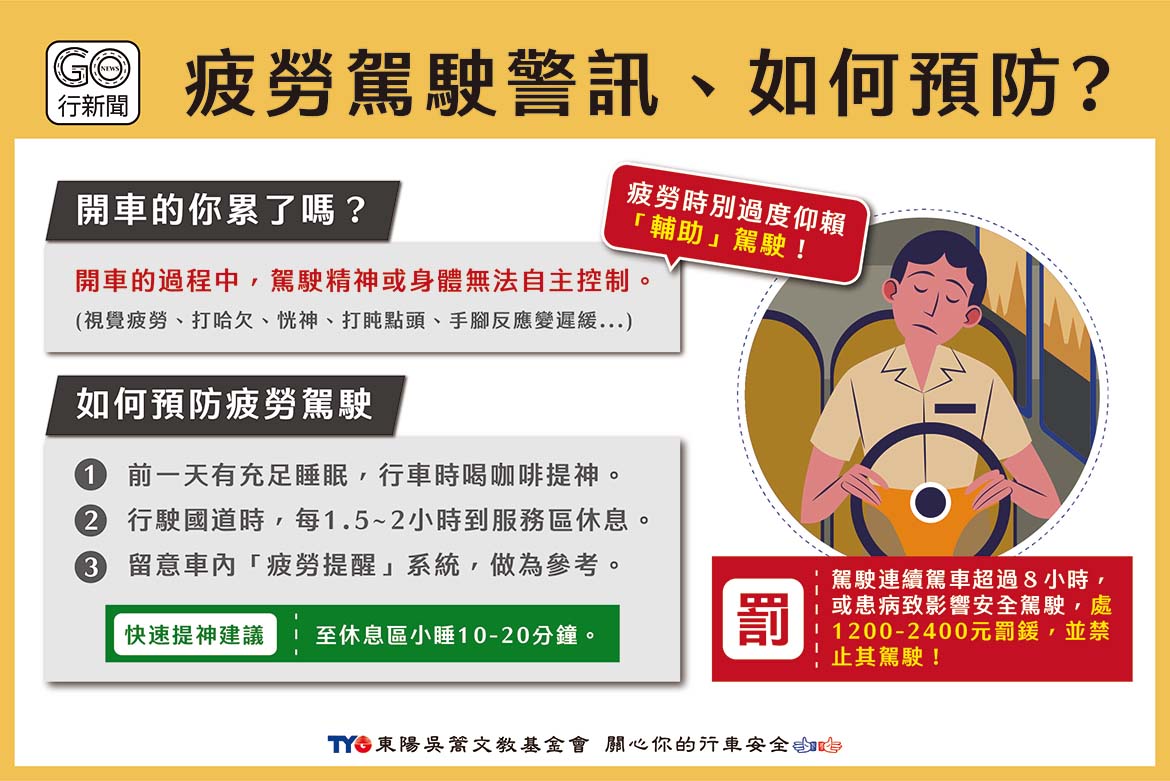 GO NEWS
行新聞
疲勞駕駛警訊、如何預防?
開車的你累了嗎？
開車的過程中，駕駛精神或身體無法自主控制。
(視覺疲勞、打哈欠、恍神、打盹點頭、手腳反應變遲緩...)
疲勞時別過度仰賴
「輔助」駕駛！
如何預防疲勞駕駛
1 前一天有充足睡眠，行車時喝咖啡提神。
2 行駛國道時，每1.5~2小時到服務區休息。
3 留意車內「疲勞提醒」系統，做為參考。
快速提神建議 至休息區小睡10-20分鐘。
罰
駕駛連續駕車超過８小時，
或患病致影響安全駕駛，處
1200-2400元罰鍰，並禁
止其駕駛！
TYG 東陽吳篙文教基金會 關心你的行車安全